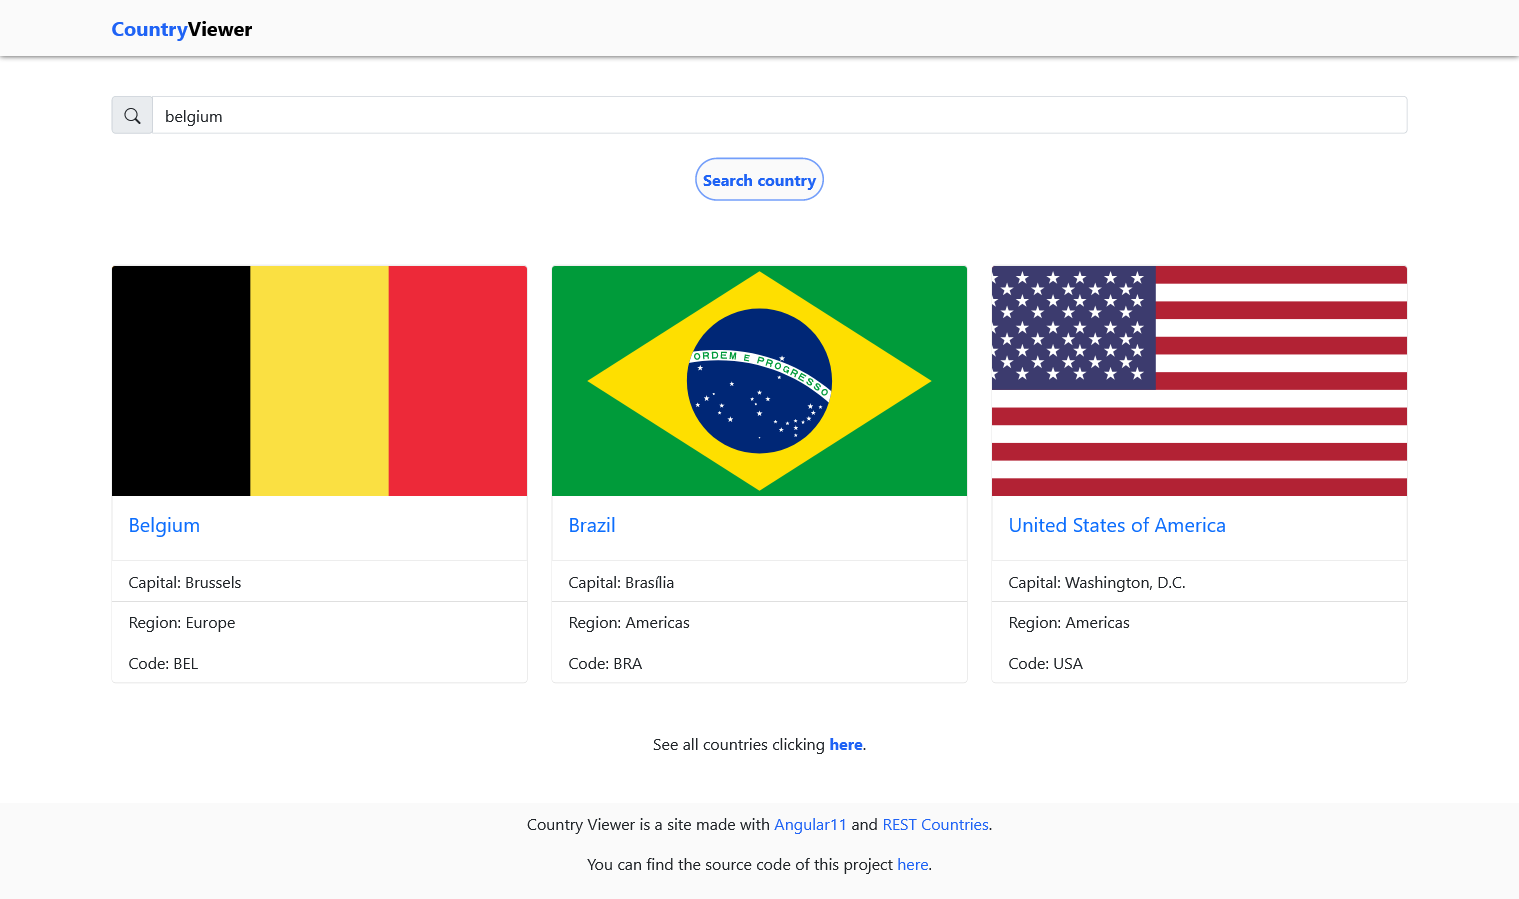 CountryViewer
belgium
Search country
ORDEM E PROGRESSO
Belgium
Capital: Brussels
Region: Europe
Code: BEL
Brazil
Capital: Brasília
Region: Americas
Code: BRA
United States of America
Capital: Washington, D.C.
Region: Americas
Code: USA
See all countries clicking here.
Country Viewer is a site made with Angular11 and REST Countries.
You can find the source code of this project here.